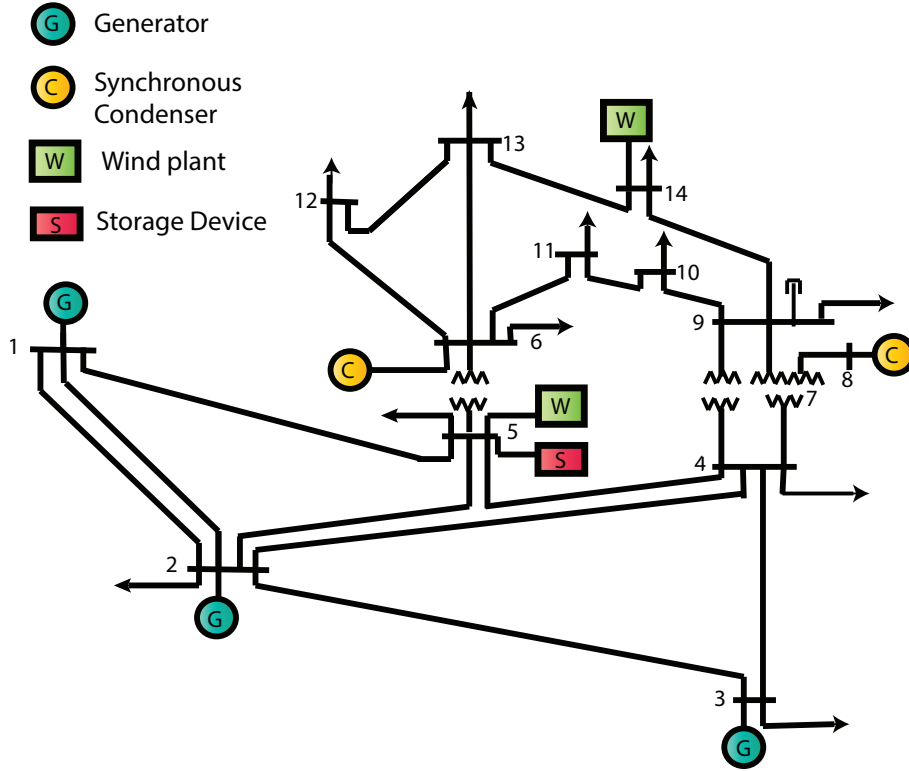 G Generator
C Synchronous
Condenser
W Wind plant
S Storage Device
W
13
14
12
11
10
G
9
1
6
C
8
C
7
W
5
S
4
2
G
3
G